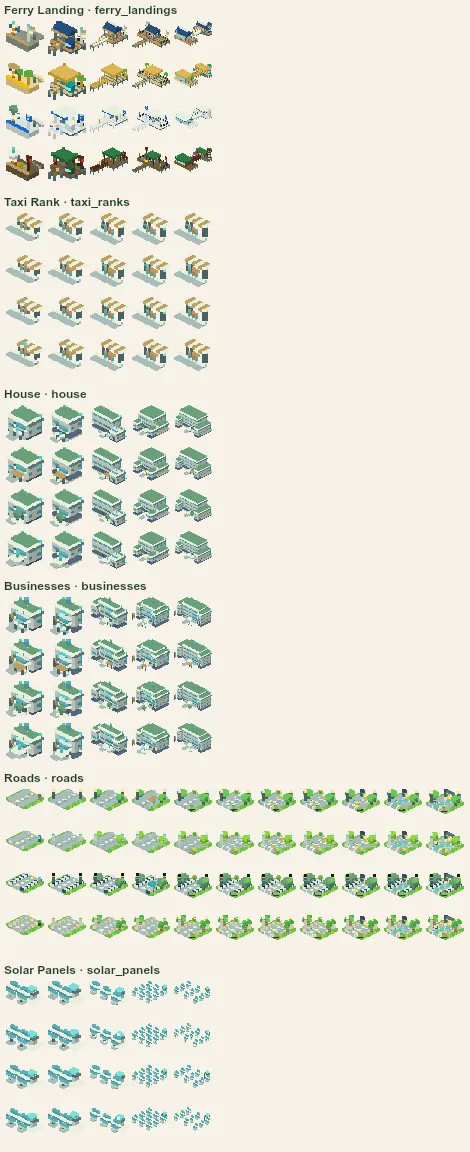 Ferry Landing · ferry_landings
Taxi Rank · taxi_ranks
House · house
Businesses · businesses
Roads · roads
Solar Panels · solar_panels